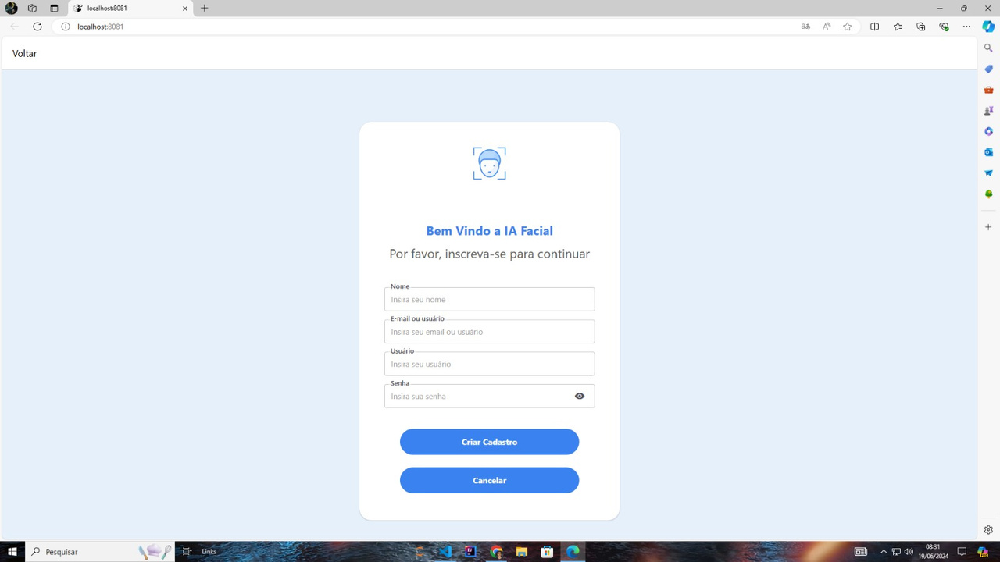 localhost:8081
localhost:8081
Voltar
Bem Vindo a IA Facial
Por favor, inscreva-se para continuar
Nome
Insira seu nome
E-mail ou usuário
Insira seu email ou usuário
Usuário
Insira seu usuário
Senha
Insira sua senha
Criar Cadastro
Cancelar
Pesquisar
Links
08:31
19/06/2024